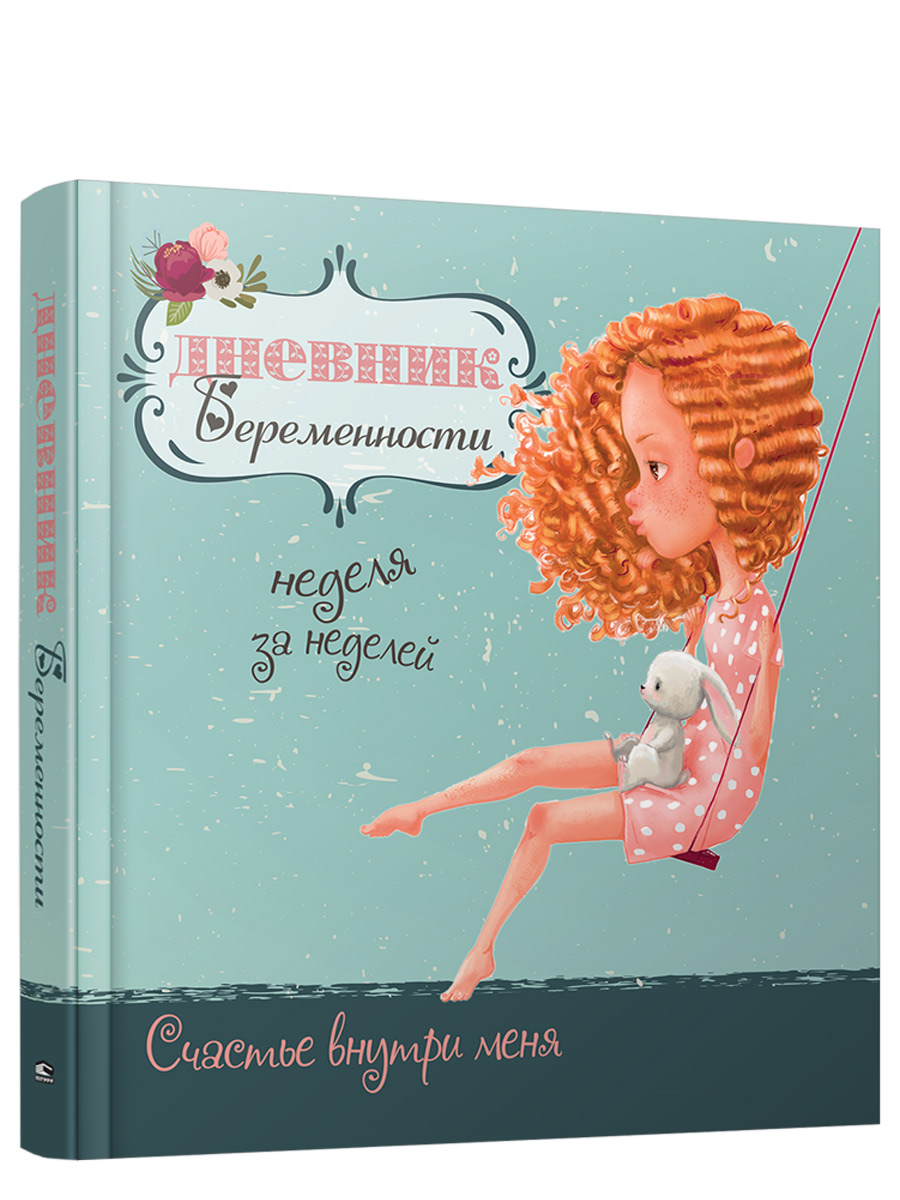 дневник
Беременности
неделя
за неделей
Счастье внутри меня
дневник Беременности